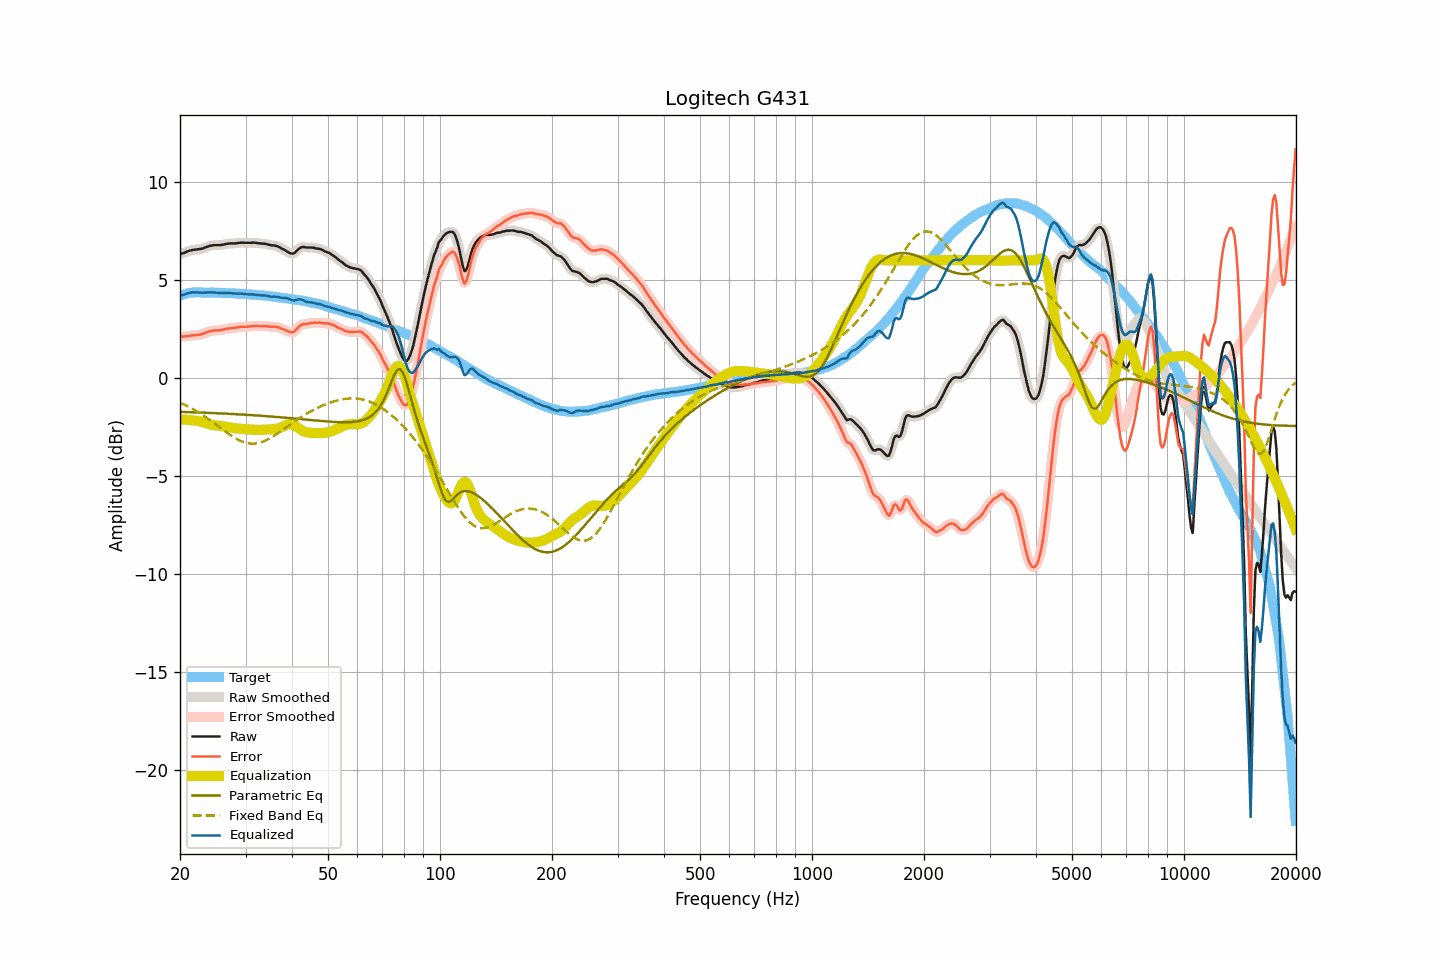 Logitech G431
Amplitude (dBr)
10
5
0
−5
−10
−15
−20
Target
Raw Smoothed
Error Smoothed
Raw
Error
Equalization
Parametric Eq
Fixed Band Eq
Equalized
20 50 100 200 500 1000 2000 5000 10000 20000
Frequency (Hz)